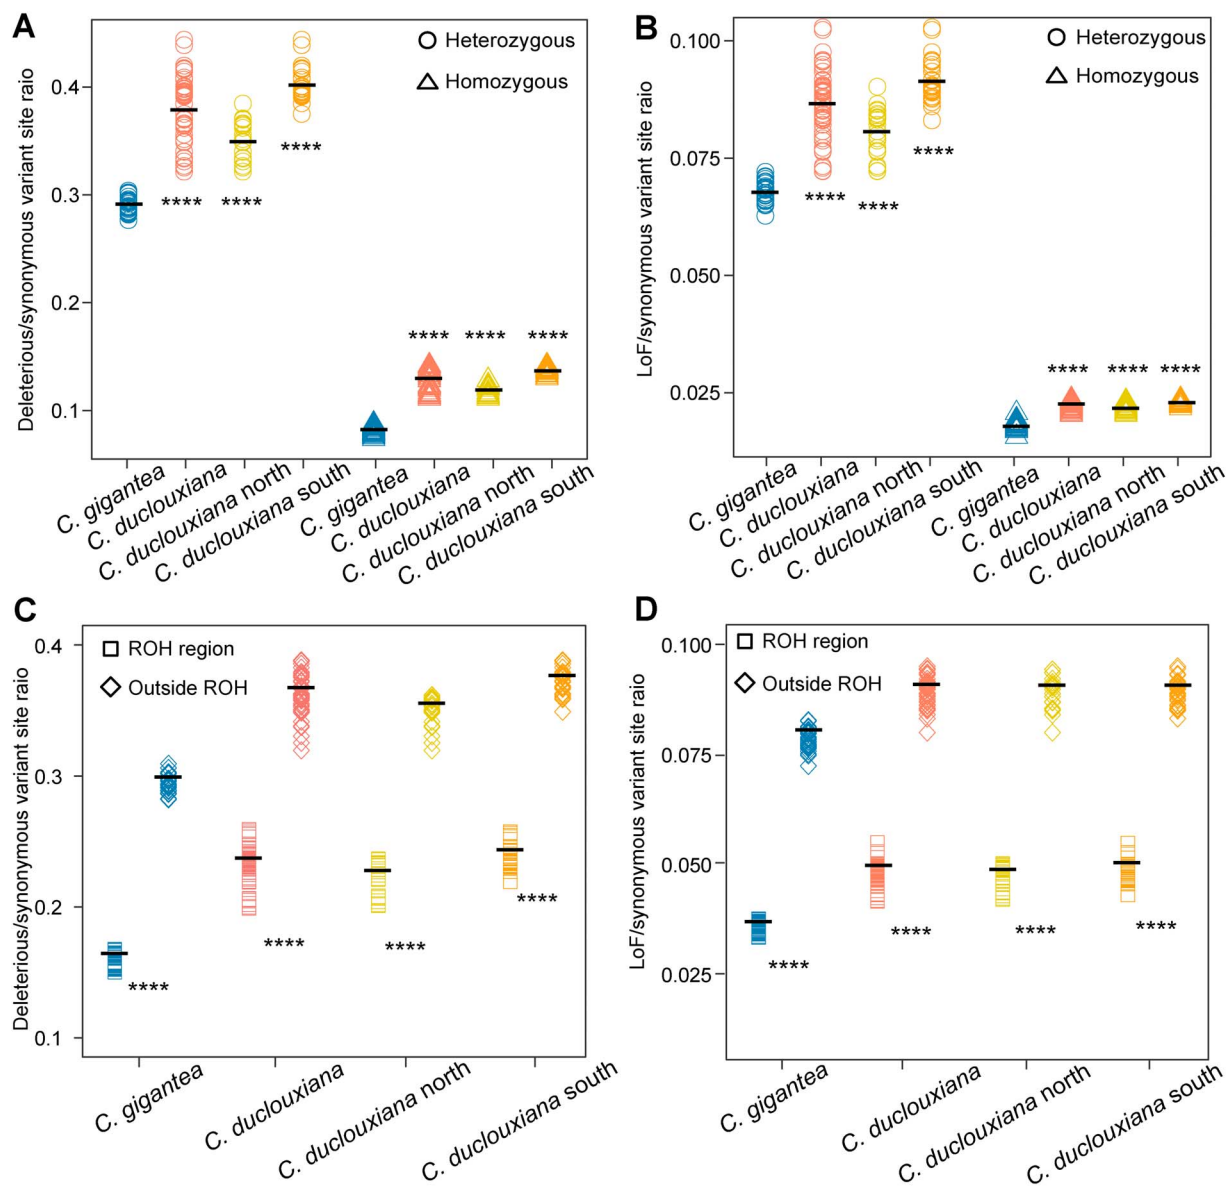 A
Deleterious/synonymous variant site raio
0.4
0.3
0.2
0.1
Heterozygous
Homozygous
****
****
****
****
****
****
C. gigantea
C. duclouxiana
C. duclouxiana north
C. duclouxiana south
C. gigantea
C. duclouxiana
C. duclouxiana north
C. duclouxiana south
B
LoF/synonymous variant site raio
0.100
0.075
0.050
0.025
Heterozygous
Homozygous
****
****
****
****
****
****
C. gigantea
C. duclouxiana
C. duclouxiana north
C. duclouxiana south
C. gigantea
C. duclouxiana
C. duclouxiana north
C. duclouxiana south
C
Deleterious/synonymous variant site raio
0.4
0.3
0.2
0.1
ROH region
Outside ROH
****
****
****
****
C. gigantea
C. duclouxiana
C. duclouxiana north
C. duclouxiana south
D
LoF/synonymous variant site raio
0.100
0.075
0.050
0.025
ROH region
Outside ROH
****
****
****
****
C. gigantea
C. duclouxiana
C. duclouxiana north
C. duclouxiana south